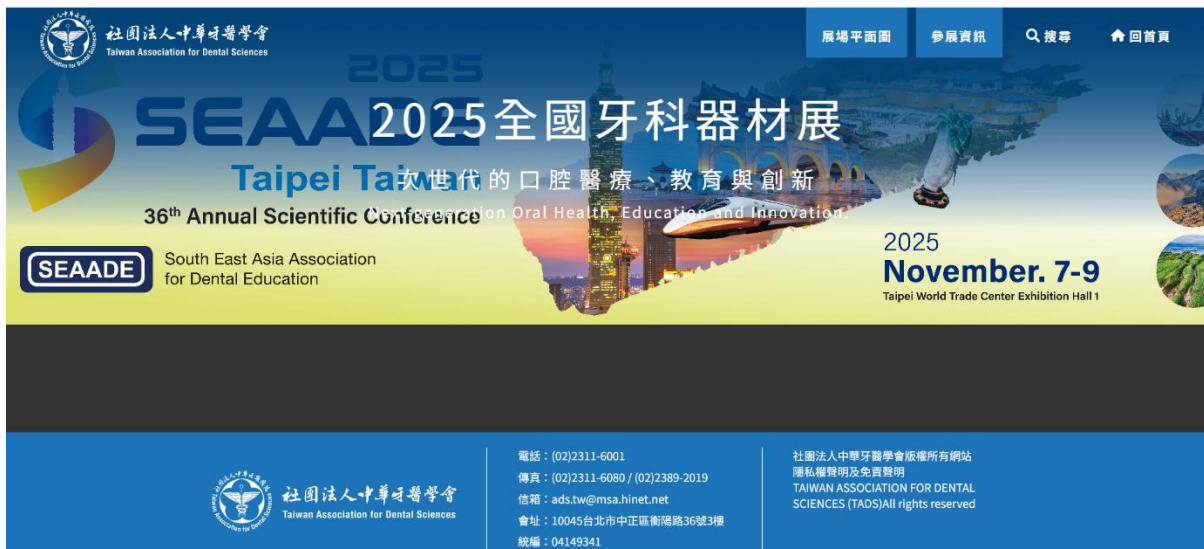 社團法人中華牙醫學會
Taiwan Association for Dental Sciences
展場平面圖
參展資訊
搜尋
回首頁
2025
SEAADE
2025全國牙科器材展
Taipei Taiwan
次世代的口腔醫療、教育與創新
36th Annual Scientific Conference
Next-generation Oral Health, Education and Innovation.
SEAADE
South East Asia Association
for Dental Education
2025
November. 7-9
Taipei World Trade Center Exhibition Hall 1
社團法人中華牙醫學會
Taiwan Association for Dental Sciences
電話：(02)2311-6001
傳真：(02)2311-6080 / (02)2389-2019
信箱：ads.tw@msa.hinet.net
會址：10045台北市中正區衡陽路36號3樓
統編：04149341
社團法人中華牙醫學會版權所有網站
隱私權聲明及免責聲明
TAIWAN ASSOCIATION FOR DENTAL
SCIENCES (TADS)All rights reserved